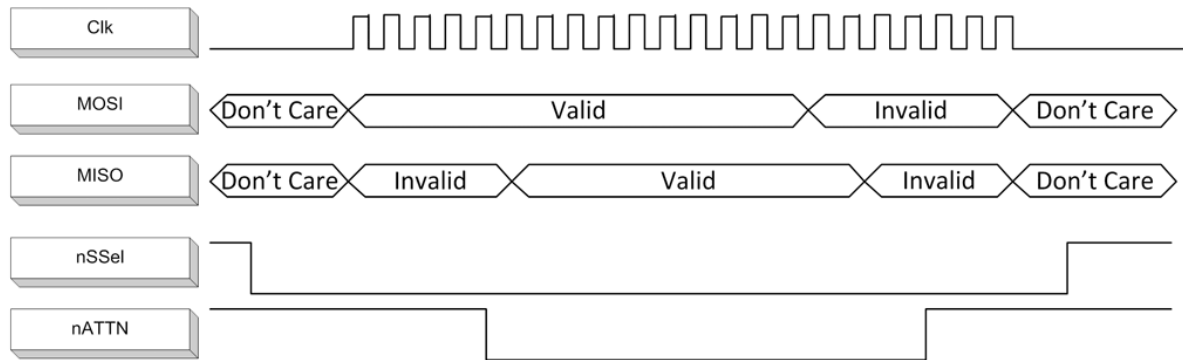 Clk
MOSI
Don't Care Valid Invalid Don't Care
MISO
Don't Care Invalid Valid Invalid Don't Care
nSSel
nATTN